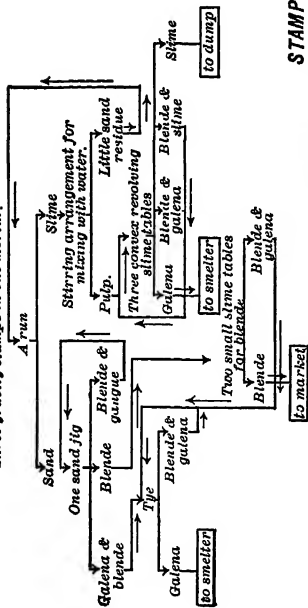 A run
Sand
Slime
One sand jig
Stirring arrangement for
mixing with water.
Galena &
blende
Blende
Blende &
gangue
Pulp.
Little sand
residue
Three convex revolving
slime tables
Tye
Galena
Blende &
galena
Galena
Blende &
galena
Blende &
slime
Slime
to smelter
to smelter
to dump
Two small slime tables
for blende
Blende
Blende &
galena
to market
STAMP